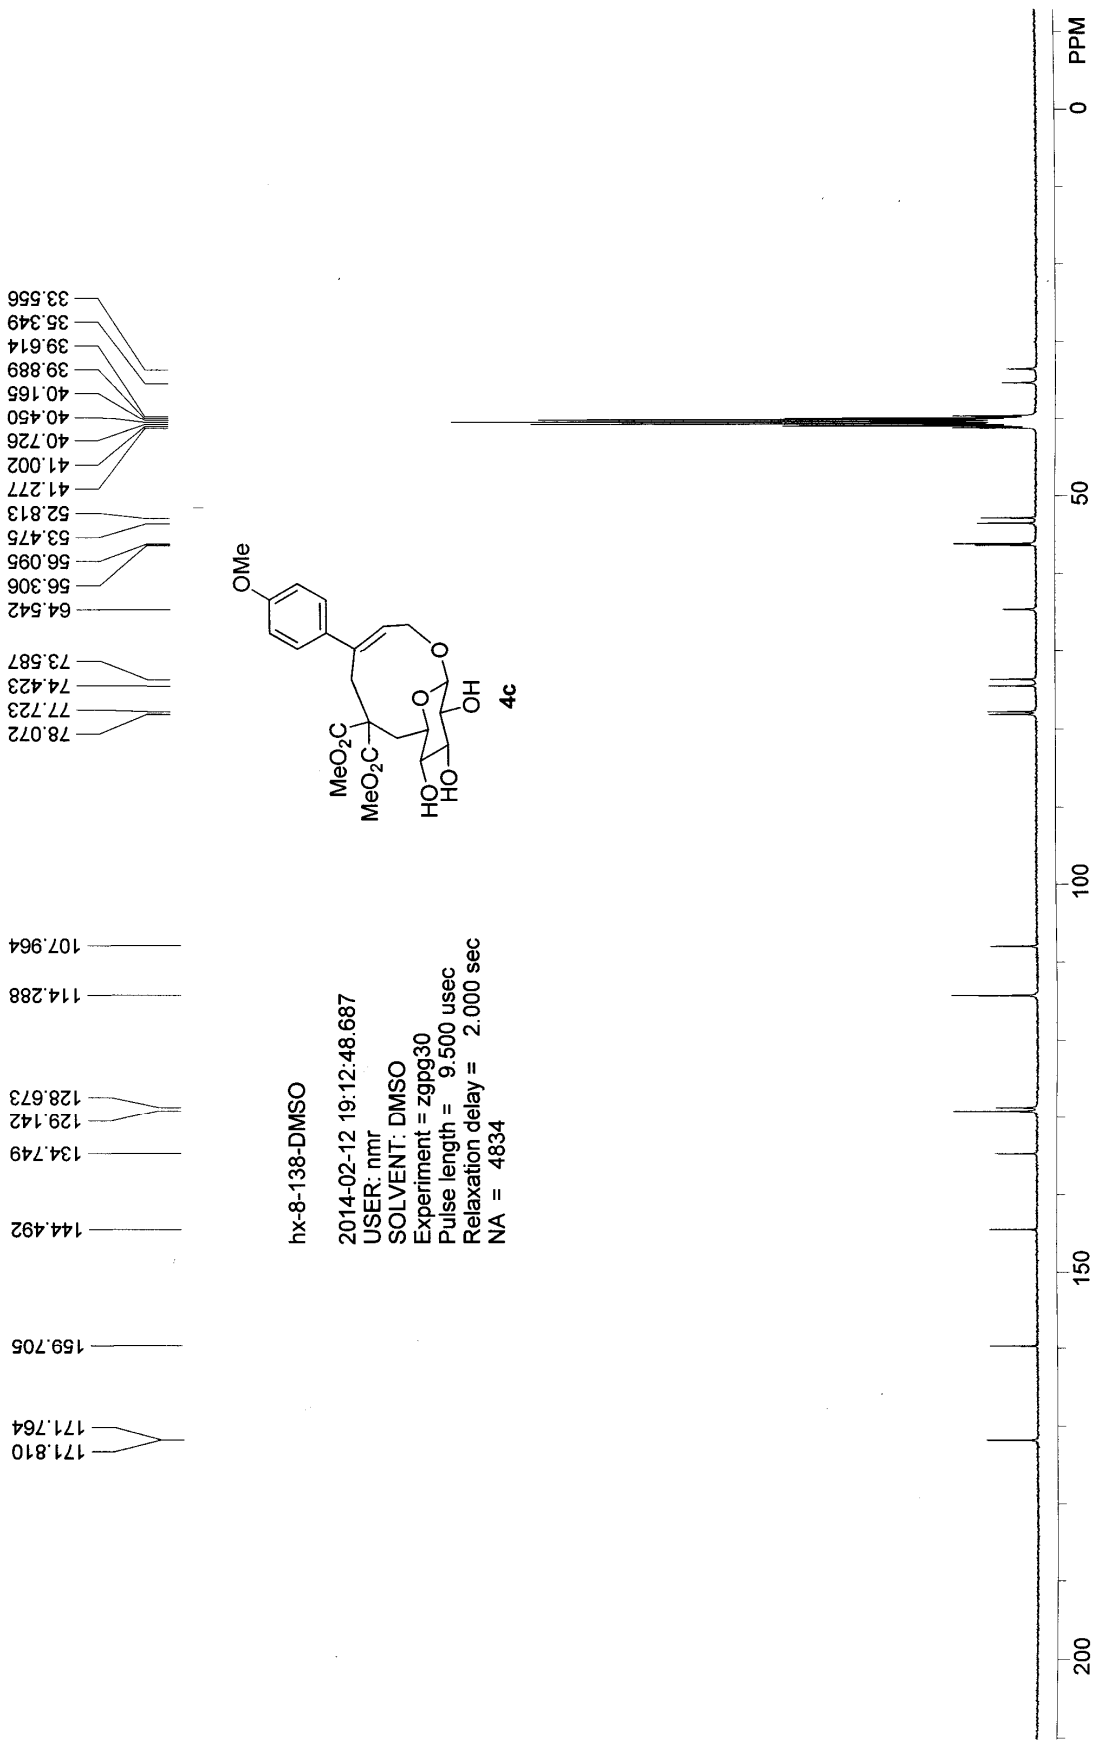 33.556
35.349
39.614
39.889
40.165
40.450
40.726
41.002
41.277
52.813
53.475
56.095
56.306
64.542
73.587
74.423
77.723
78.072
107.964
114.288
128.673
129.142
134.749
144.492
159.705
171.764
171.810
OMe
MeO2C
MeO2C
O
O
HO
HO
OH
4c
hx-8-138-DMSO
2014-02-12 19:12:48.687
USER: nmr
SOLVENT: DMSO
Experiment = zgpg30
Pulse length = 9.500 usec
Relaxation delay = 2.000 sec
NA = 4834
200
150
100
50
0
PPM